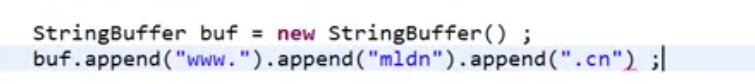 StringBuffer buf = new StringBuffer() ;
buf.append("www.").append("mldn").append(".cn") ;